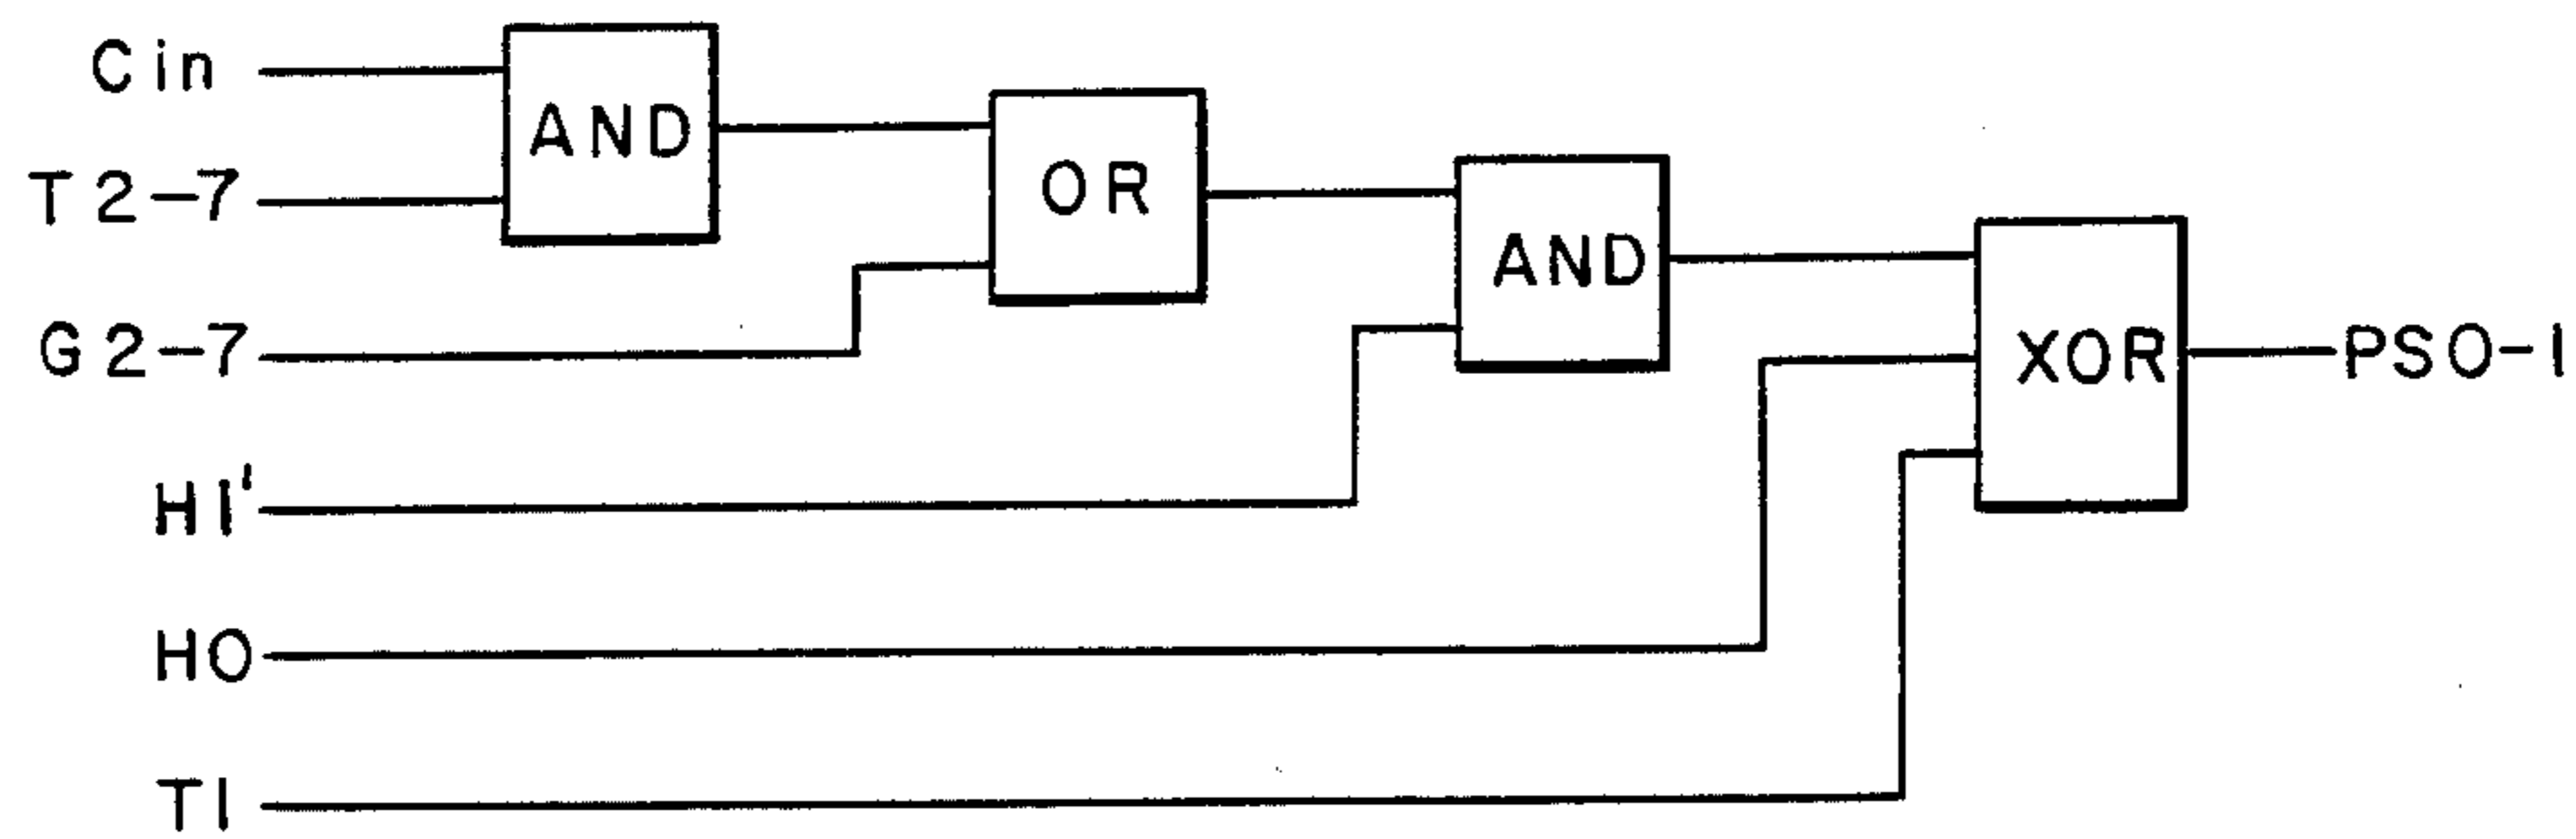 Cin
AND
T2-7
OR
G2-7
AND
XOR
PSO-1
H1'
HO
T1